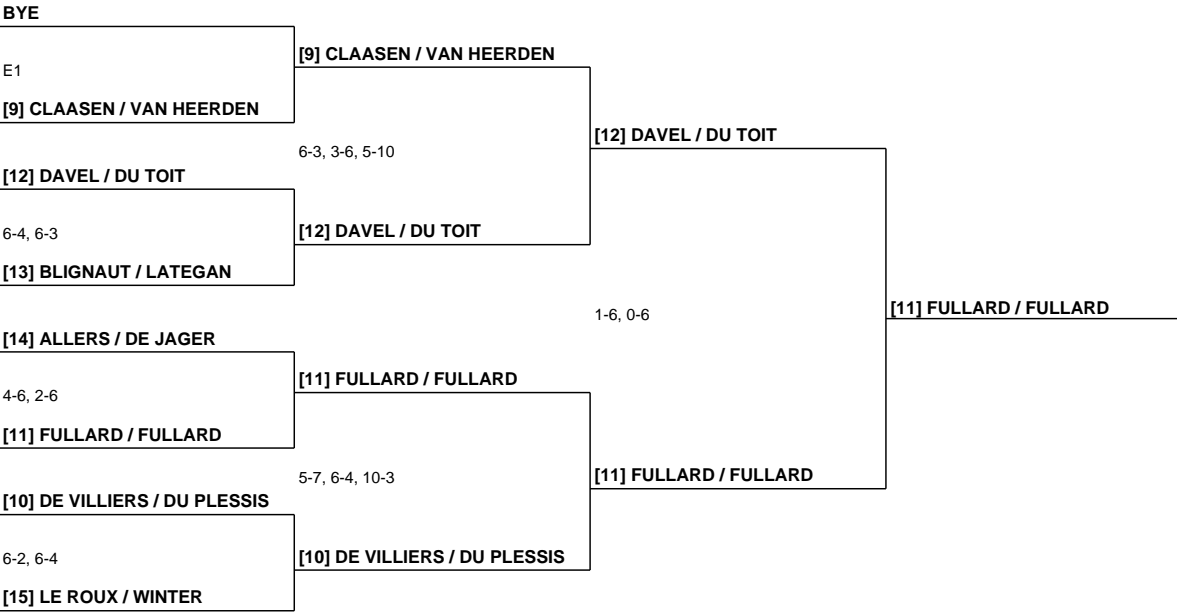 BYE
E1
[9] CLAASEN / VAN HEERDEN
[12] DAVEL / DU TOIT
6-4, 6-3
[13] BLIGNAUT / LATEGAN
[14] ALLERS / DE JAGER
4-6, 2-6
[11] FULLARD / FULLARD
[10] DE VILLIERS / DU PLESSIS
6-2, 6-4
[15] LE ROUX / WINTER
[9] CLAASEN / VAN HEERDEN
6-3, 3-6, 5-10
[12] DAVEL / DU TOIT
[11] FULLARD / FULLARD
5-7, 6-4, 10-3
[10] DE VILLIERS / DU PLESSIS
[12] DAVEL / DU TOIT
1-6, 0-6
[11] FULLARD / FULLARD
[11] FULLARD / FULLARD